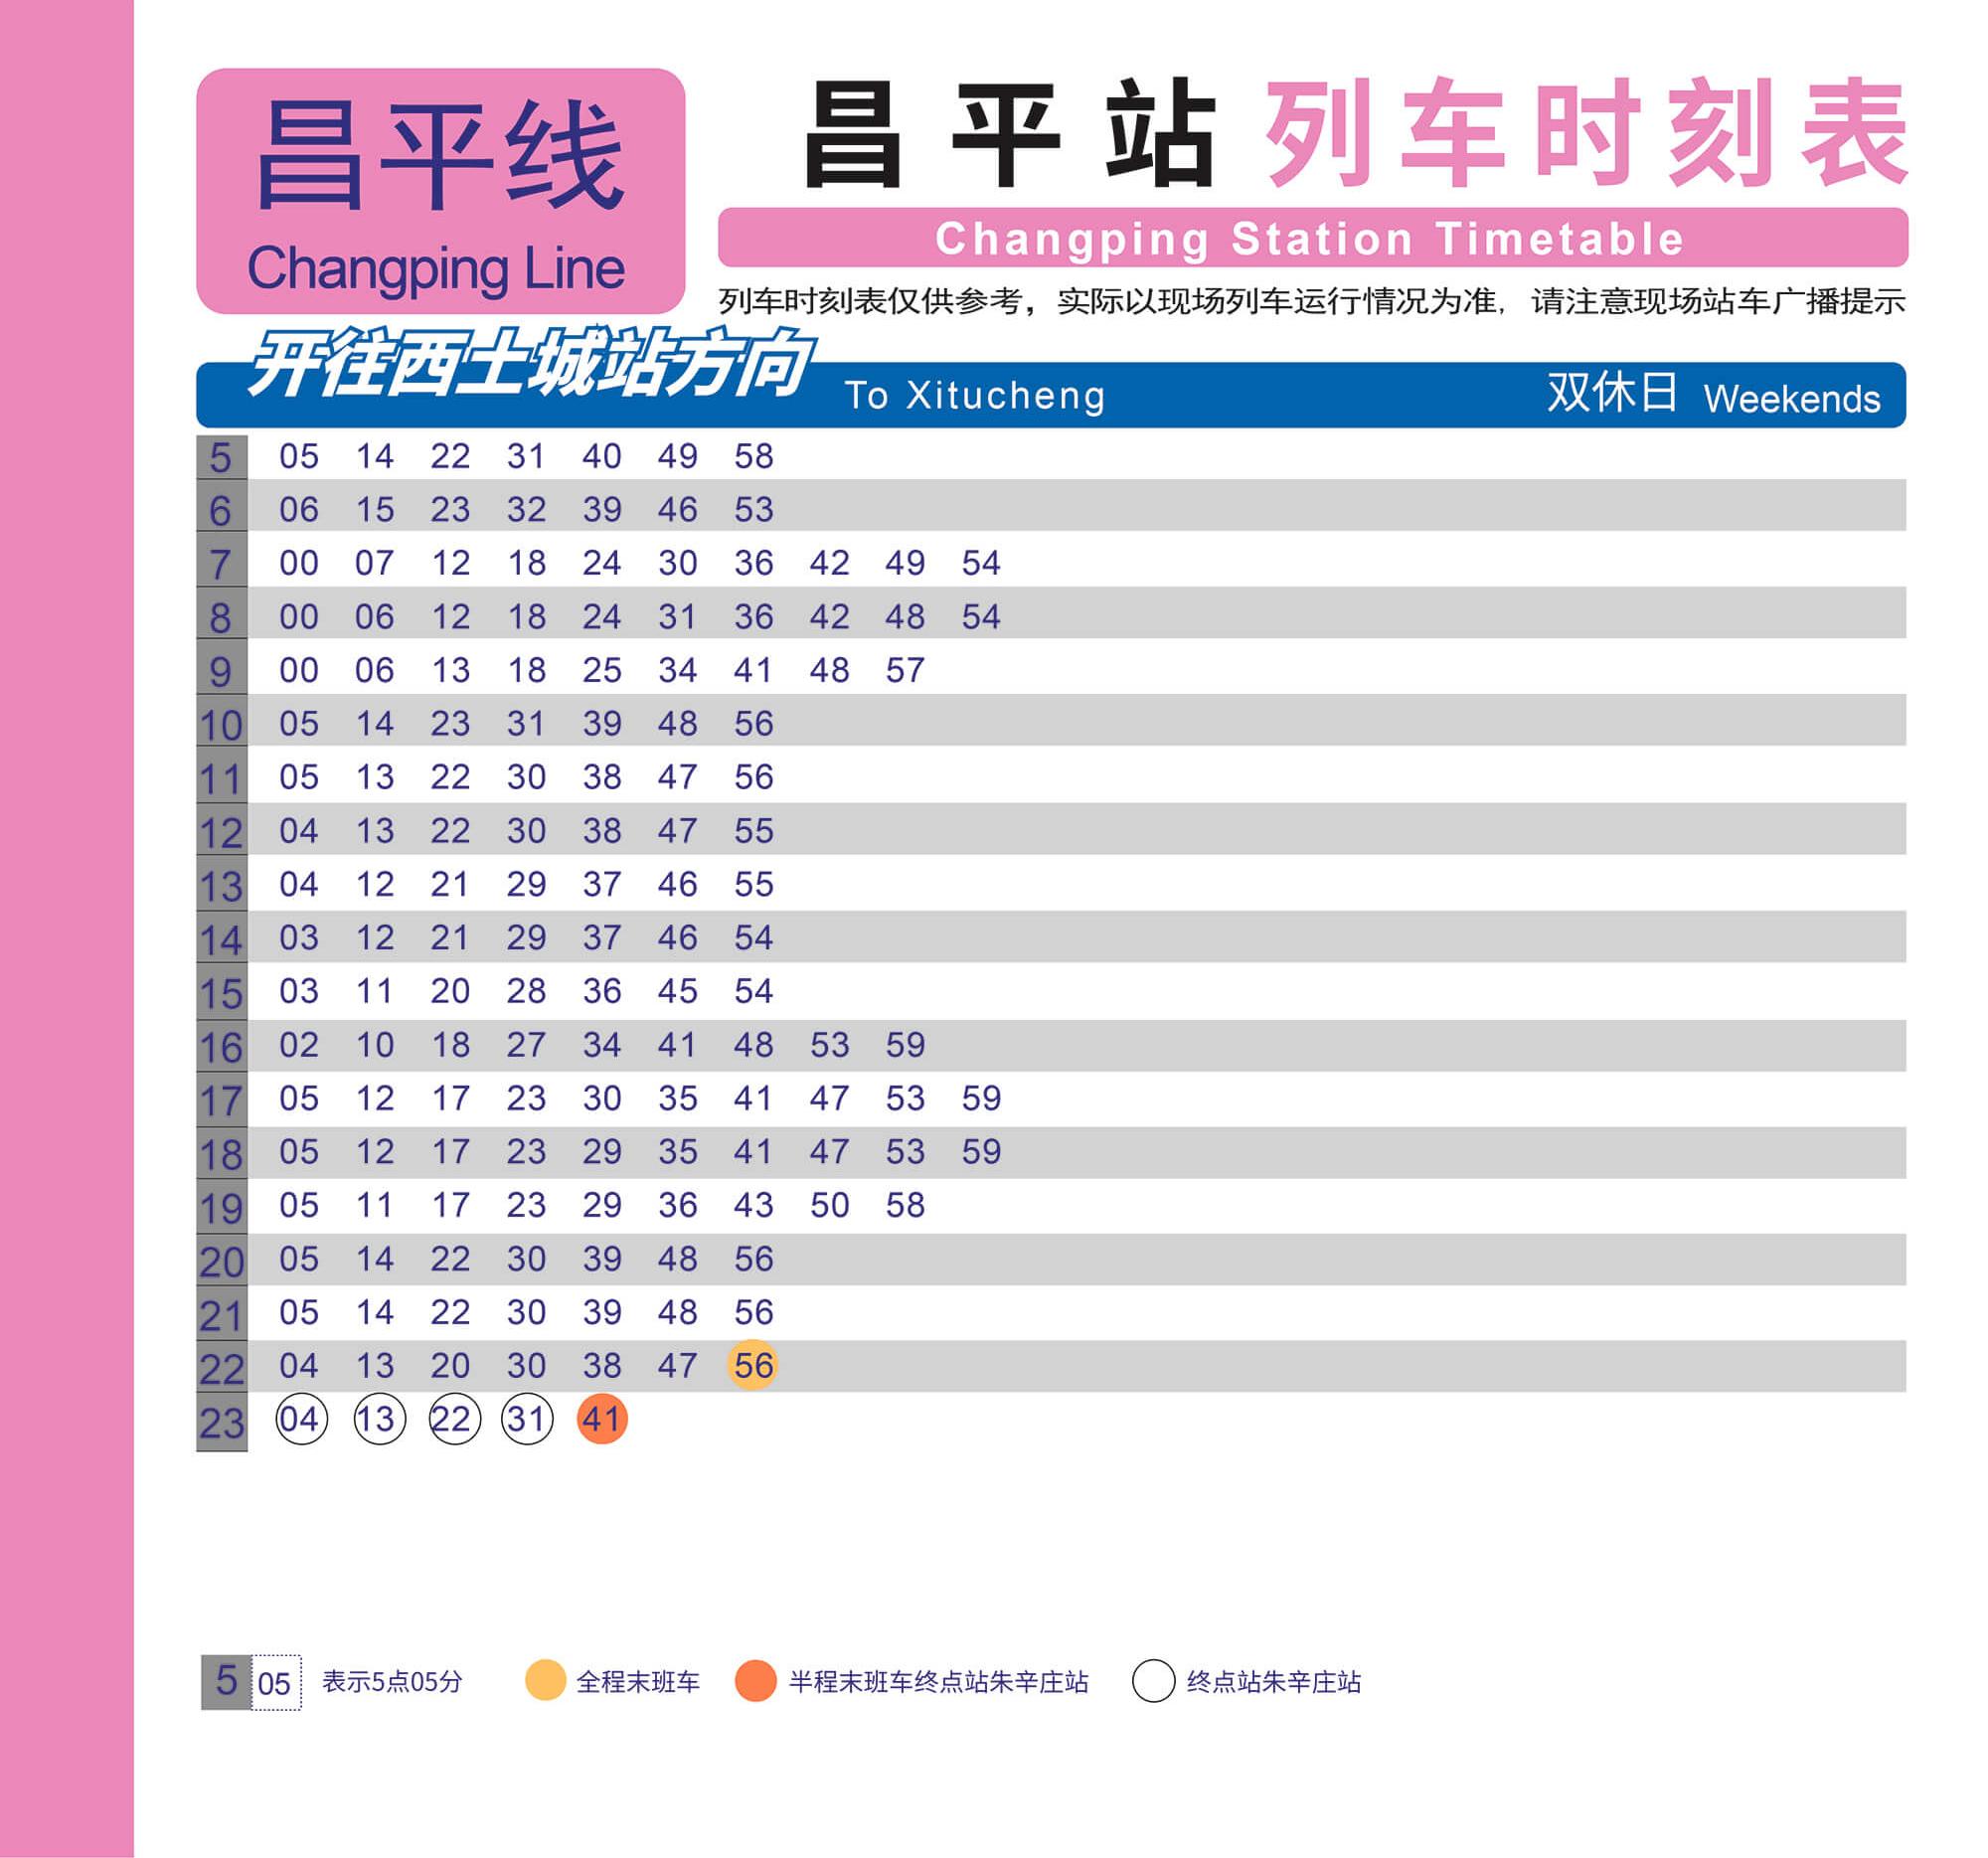 昌平线
Changping Line
昌平站列车时刻表
Changping Station Timetable
列车时刻表仅供参考，实际以现场列车运行情况为准，请注意现场站车广播提示
开往西土城站方向 To Xitucheng 双休日 Weekends
5 05 14 22 31 40 49 58
6 06 15 23 32 39 46 53
7 00 07 12 18 24 30 36 42 49 54
8 00 06 12 18 24 31 36 42 48 54
9 00 06 13 18 25 34 41 48 57
10 05 14 23 31 39 48 56
11 05 13 22 30 38 47 56
12 04 13 22 30 38 47 55
13 04 12 21 29 37 46 55
14 03 12 21 29 37 46 54
15 03 11 20 28 36 45 54
16 02 10 18 27 34 41 48 53 59
17 05 12 17 23 30 35 41 47 53 59
18 05 12 17 23 29 35 41 47 53 59
19 05 11 17 23 29 36 43 50 58
20 05 14 22 30 39 48 56
21 05 14 22 30 39 48 56
22 04 13 20 30 38 47 56
23 04 13 22 31 41
5 05 表示5点05分 全程末班车 半程末班车终点站朱辛庄站 终点站朱辛庄站